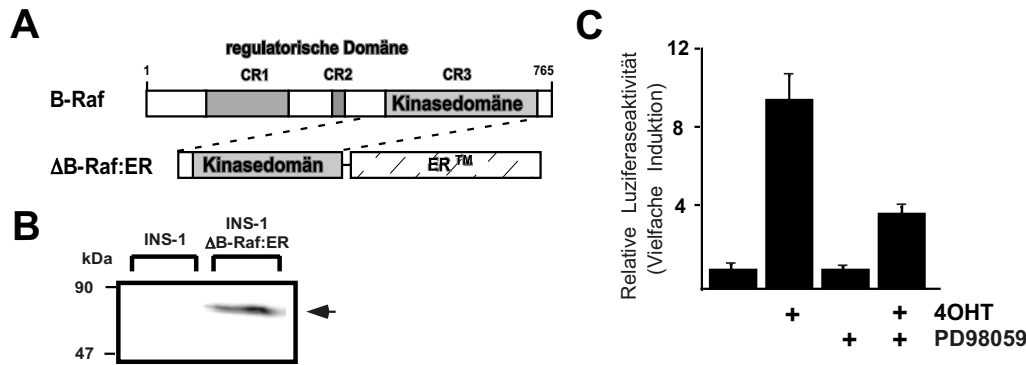 A
regulatorische Domäne
1 CR1 CR2 CR3 765
B-Raf Kinasedomäne
ΔB-Raf:ER Kinasedomän ER™
B
INS-1 INS-1
ΔB-Raf:ER
kDa
90
47
C
Relative Luziferaseaktivität
(Vielfache Induktion)
12
8
4
+ + 4OHT
+ + PD98059